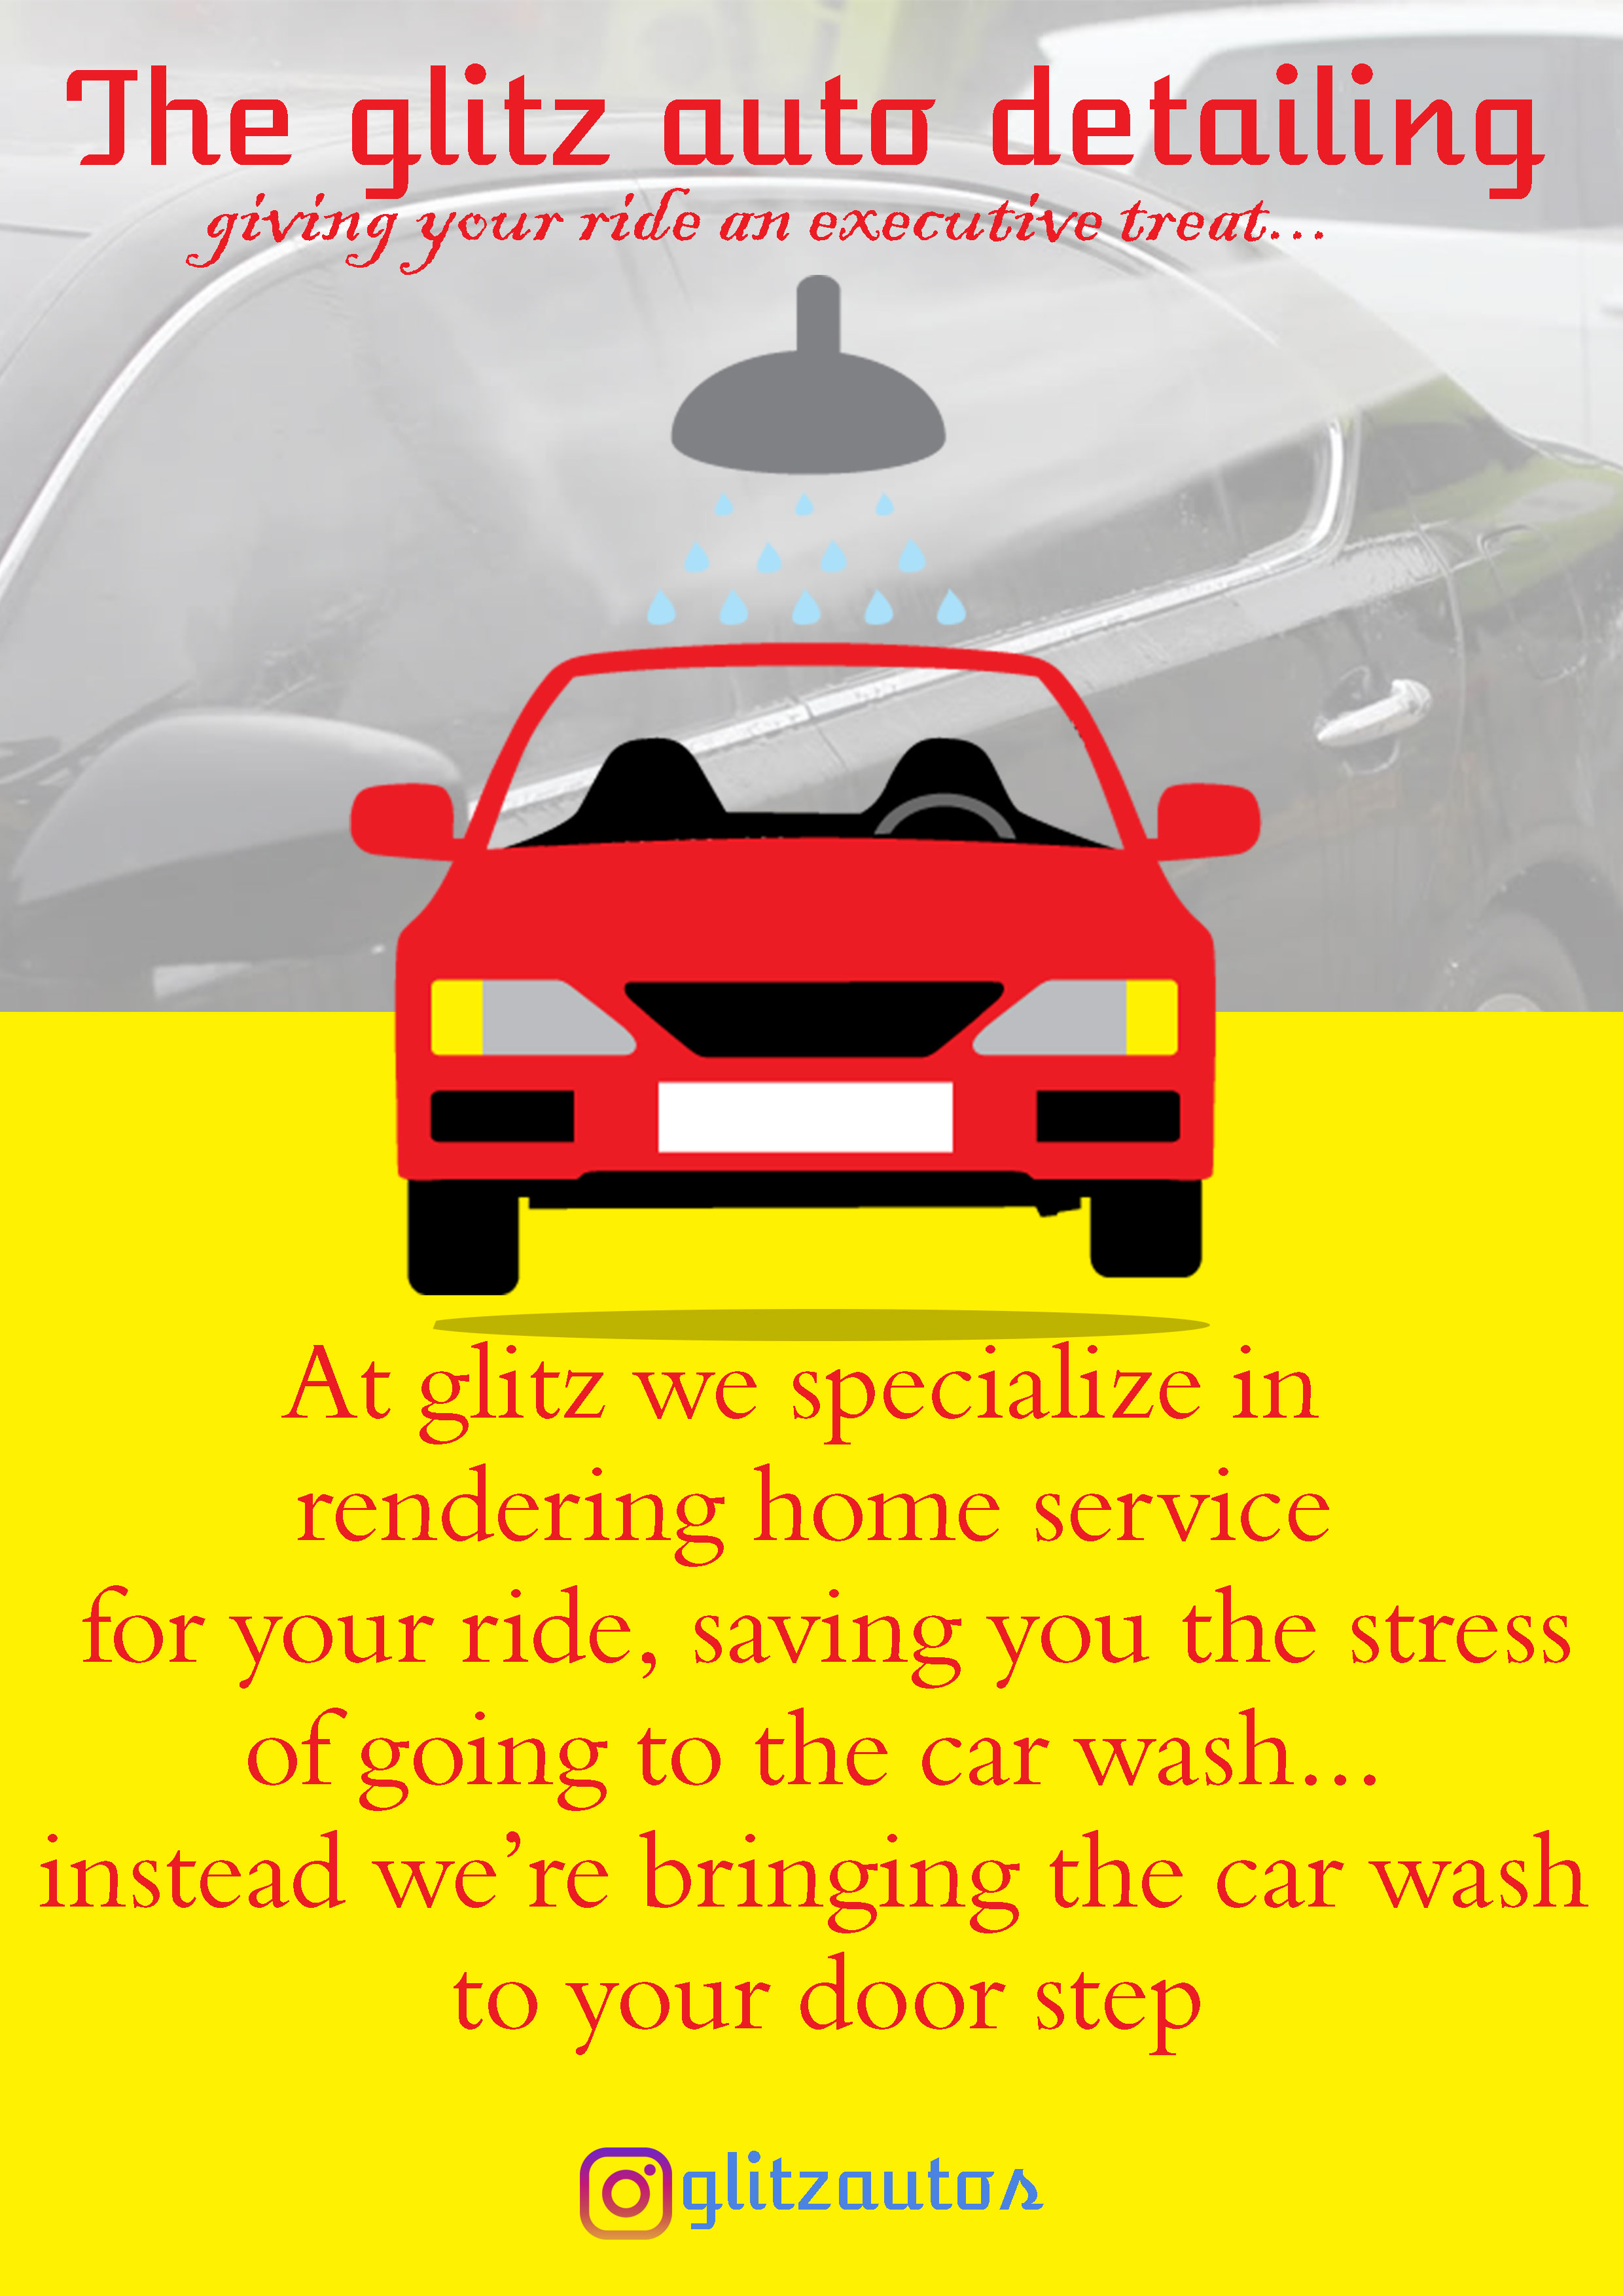 The glitz auto detailing
giving your ride an executive treat...
At glitz we specialize in
rendering home service
for your ride, saving you the stress
of going to the car wash...
instead we're bringing the car wash
to your door step
glitzautos